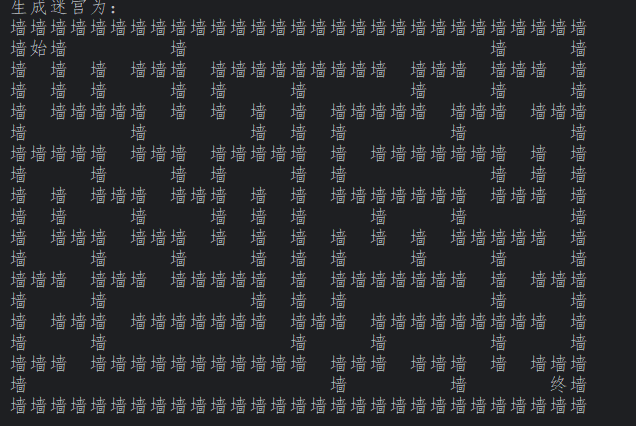 生成迷宫为:
墙墙墙墙墙墙墙墙墙墙墙墙墙墙墙墙墙墙墙墙墙墙墙墙墙墙墙墙墙
墙始墙　　　　　墙　　　　　　　　　　　　　　　墙　　　墙
墙　墙　墙　墙墙墙　墙墙墙墙墙墙墙墙墙　墙墙墙　墙墙墙　墙
墙　墙　墙　　　墙　墙　　　墙　　　　　墙　　　墙　　　墙
墙　墙墙墙墙墙　墙　墙　墙　墙　墙墙墙墙墙　墙墙墙　墙墙墙
墙　　　　　墙　　　　　墙　墙　墙　　　　　墙　　　　　墙
墙墙墙墙墙　墙墙墙　墙墙墙墙墙　墙　墙墙墙墙墙墙墙　墙　墙
墙　　　墙　　　墙　墙　　　墙　墙　　　　　　　墙　墙　墙
墙　墙　墙墙墙　墙墙墙　墙　墙　墙墙墙墙墙墙墙　墙墙墙　墙
墙　墙　　　墙　　　墙　墙　墙　　　墙　　　墙　　　　　墙
墙　墙墙墙　墙墙墙　墙　墙　墙　墙　墙　墙　墙墙墙墙墙　墙
墙　　　墙　　　墙　　　墙　墙　墙　　　墙　　　墙　　　墙
墙墙墙　墙墙墙　墙墙墙墙墙　墙　墙墙墙墙墙墙墙　墙　墙墙墙
墙　　　墙　　　　　　　墙　墙　墙　　　　　　　墙　　　墙
墙　墙墙墙　墙墙墙墙墙墙墙　墙墙墙　墙墙墙墙墙墙墙墙墙　墙
墙　　　墙　　　　　　　　　墙　　　墙　　　　　墙　　　墙
墙墙墙　墙墙墙墙墙墙墙墙墙墙墙　墙墙墙　墙墙墙　墙　墙墙墙
墙　　　　　　　　　　　　　　　墙　　　　　墙　　　　终墙
墙墙墙墙墙墙墙墙墙墙墙墙墙墙墙墙墙墙墙墙墙墙墙墙墙墙墙墙墙